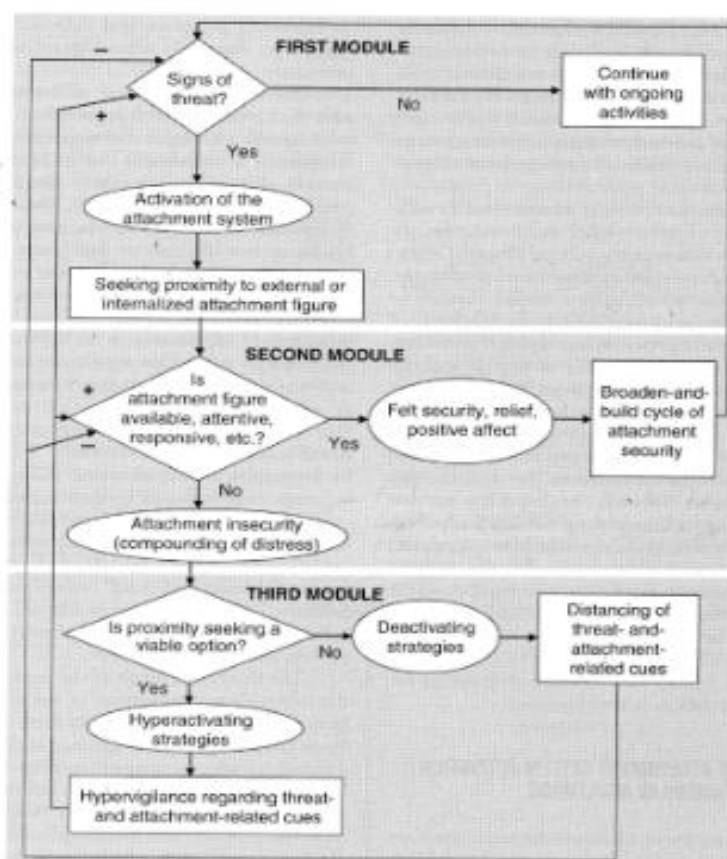 FIRST MODULE
−
Signs of
threat?
+
No
Continue
with ongoing
activities
Yes
Activation of the
attachment system
Seeking proximity to external or
internalized attachment figure
SECOND MODULE
+
Is
attachment figure
available, attentive,
responsive, etc.?
−
Yes
Felt security, relief,
positive affect
Broaden-and-
build cycle of
attachment
security
No
Attachment insecurity
(compounding of distress)
THIRD MODULE
Is proximity seeking a
viable option?
No
Deactivating
strategies
Distancing of
threat- and-
attachment-
related cues
Yes
Hyperactivating
strategies
Hypervigilance regarding threat-
and attachment-related cues